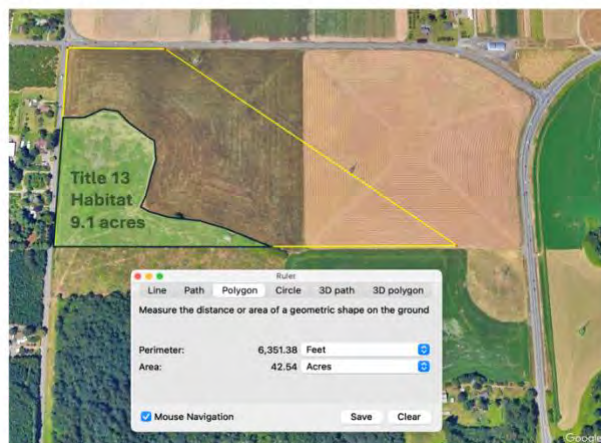 Title 13
Habitat
9.1 acres
Ruler
Line Path Polygon Circle 3D path 3D polygon
Measure the distance or area of a geometric shape on the ground
Perimeter: 6,351.38 Feet
Area: 42.54 Acres
Mouse Navigation Save Clear
Google